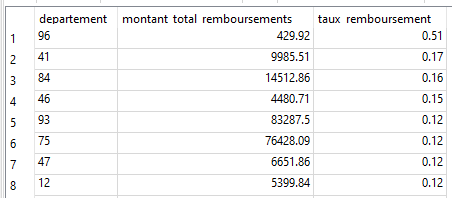 departement montant total remboursements taux remboursement
1 96 429.92 0.51
2 41 9985.51 0.17
3 84 14512.86 0.16
4 46 4480.71 0.15
5 93 83287.5 0.12
6 75 76428.09 0.12
7 47 6651.86 0.12
8 12 5399.84 0.12